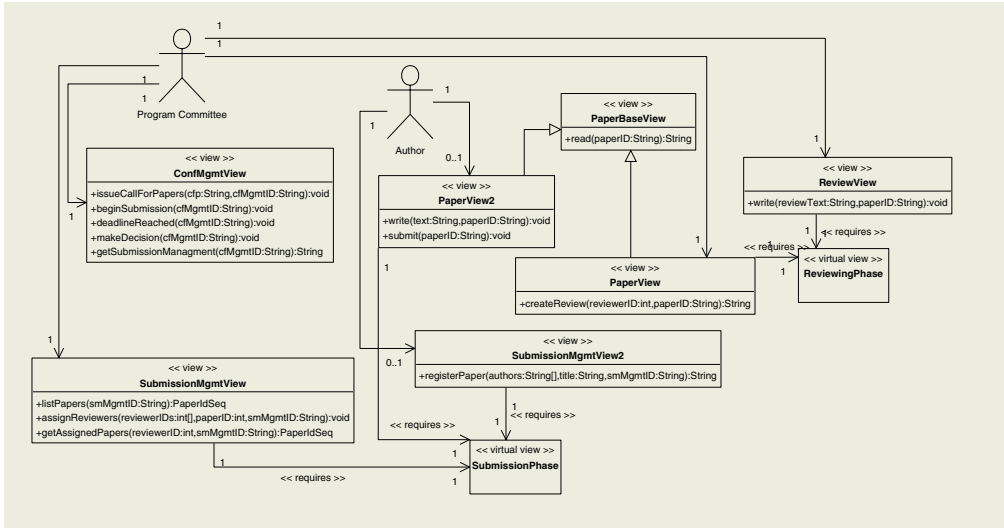 1
1
1
1
Program Committee
1
1
Author
0..1
<< view >>
PaperBaseView
+read(paperID:String):String
1
<< view >>
ConfMgmtView
+issueCallForPapers(cfp:String,cfMgmtID:String):void
+beginSubmission(cfMgmtID:String):void
+deadlineReached(cfMgmtID:String):void
+makeDecision(cfMgmtID:String):void
+getSubmissionManagment(cfMgmtID:String):String
1
<< view >>
PaperView2
+write(text:String,paperID:String):void
+submit(paperID:String):void
<< view >>
ReviewView
+write(reviewText:String,paperID:String):void
1
1
<< requires >>
1
<< requires >>
1
1
<< virtual view >>
ReviewingPhase
1
<< view >>
PaperView
+createReview(reviewerID:int,paperID:String):String
1
0..1
<< view >>
SubmissionMgmtView2
+registerPaper(authors:String[],title:String,smMgmtID:String):String
1
<< view >>
SubmissionMgmtView
+listPapers(smMgmtID:String):PaperIdSeq
+assignReviewers(reviewerIDs:int[],paperID:int,smMgmtID:String):void
+getAssignedPapers(reviewerID:int,smMgmtID:String):PaperIdSeq
1
<< requires >>
1
<< requires >>
1
<< virtual view >>
SubmissionPhase
1
<< requires >>
1